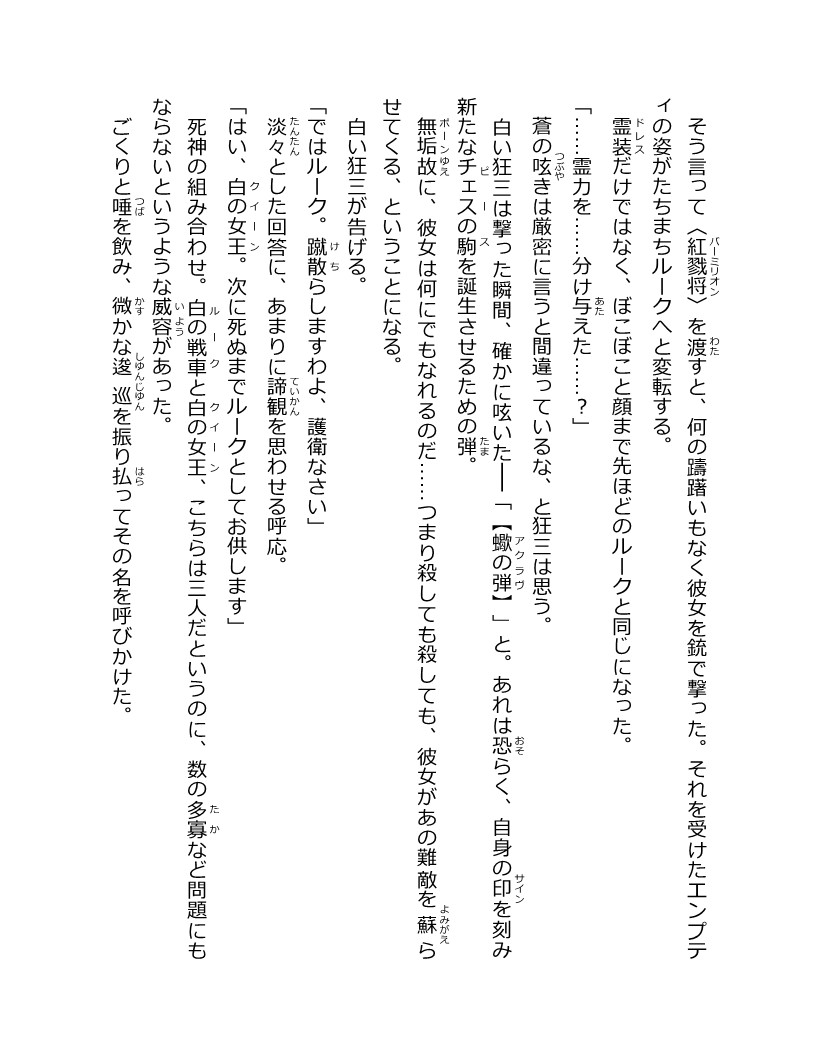 そう言って〈紅戮将〉を渡すと、何の躊躇いもなく彼女を銃で撃った。それを受けたエンプテ
ィの姿がたちまちルークへと変転する。
霊装だけではなく、ぼこぼこと顔まで先ほどのルークと同じになった。
「……霊力を……分け与えた……？」
蒼の呟きは厳密に言うと間違っているな、と狂三は思う。
白い狂三は撃った瞬間、確かに呟いた――「【蠍の弾】」と。あれは恐らく、自身の印を刻み
新たなチェスの駒を誕生させるための弾。
無垢故に、彼女は何にでもなれるのだ……つまり殺しても殺しても、彼女があの難敵を蘇ら
せてくる、ということになる。
白い狂三が告げる。
「ではルーク。蹴散らしますわよ、護衛なさい」
淡々とした回答に、あまりに諦観を思わせる呼応。
「はい、白の女王。次に死ぬまでルークとしてお供します」
死神の組み合わせ。白の戦車と白の女王、こちらは三人だというのに、数の多寡など問題にも
ならないというような威容があった。
ごくりと唾を飲み、微かな逡巡を振り払ってその名を呼びかけた。